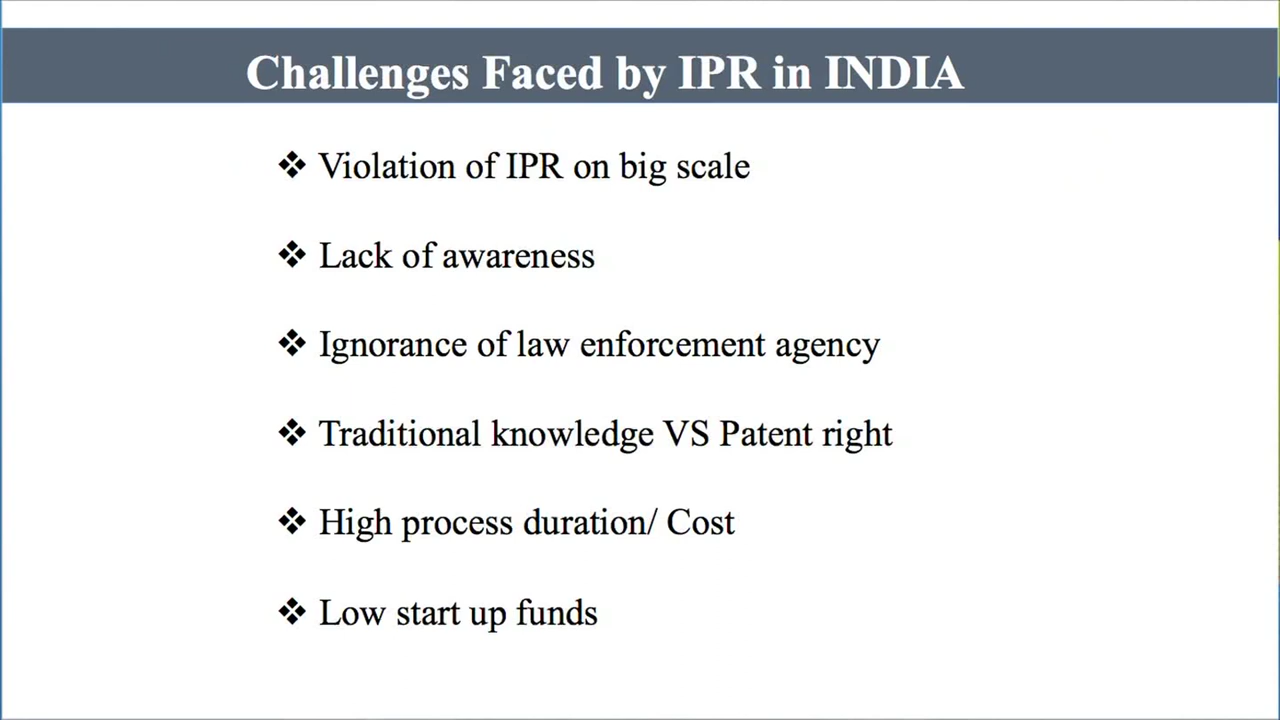 Challenges Faced by IPR in INDIA
❖ Violation of IPR on big scale
❖ Lack of awareness
❖ Ignorance of law enforcement agency
❖ Traditional knowledge VS Patent right
❖ High process duration/ Cost
❖ Low start up funds